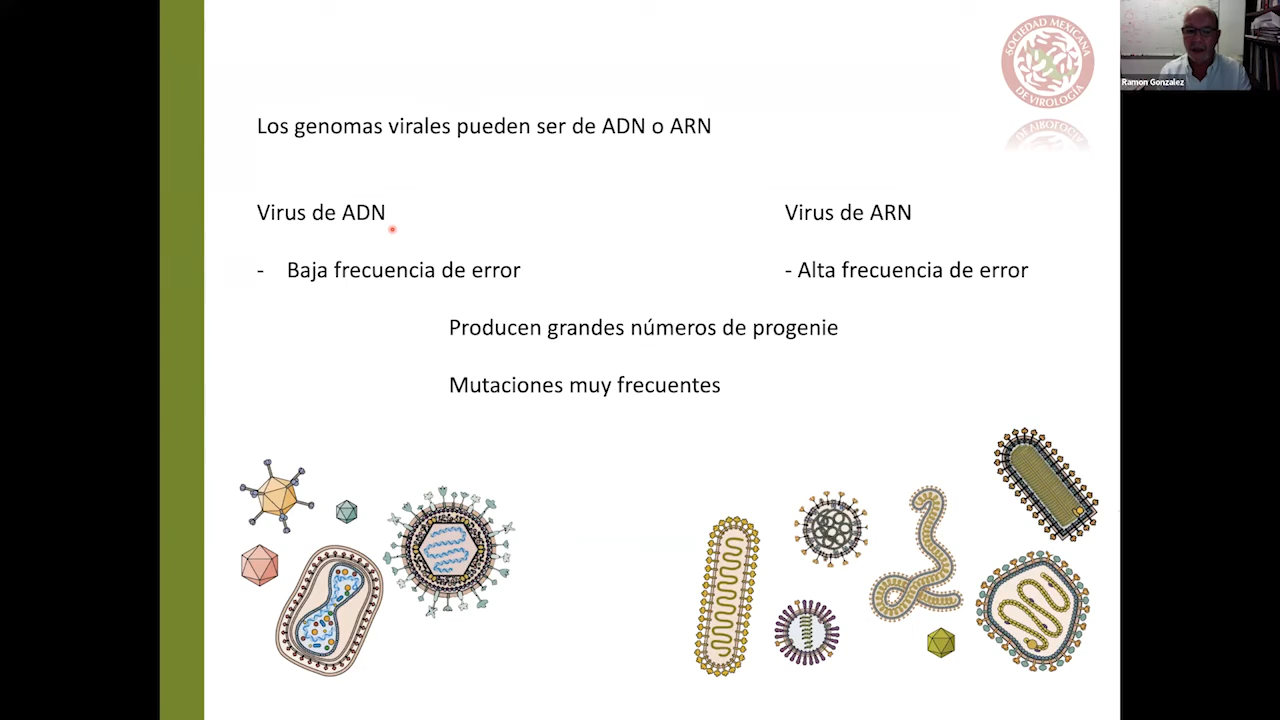 SOCIEDAD MEXICANA
DE VIROLOGÍA
Ramon Gonzalez
Los genomas virales pueden ser de ADN o ARN
Virus de ADN
Virus de ARN
- Baja frecuencia de error
- Alta frecuencia de error
Producen grandes números de progenie
Mutaciones muy frecuentes